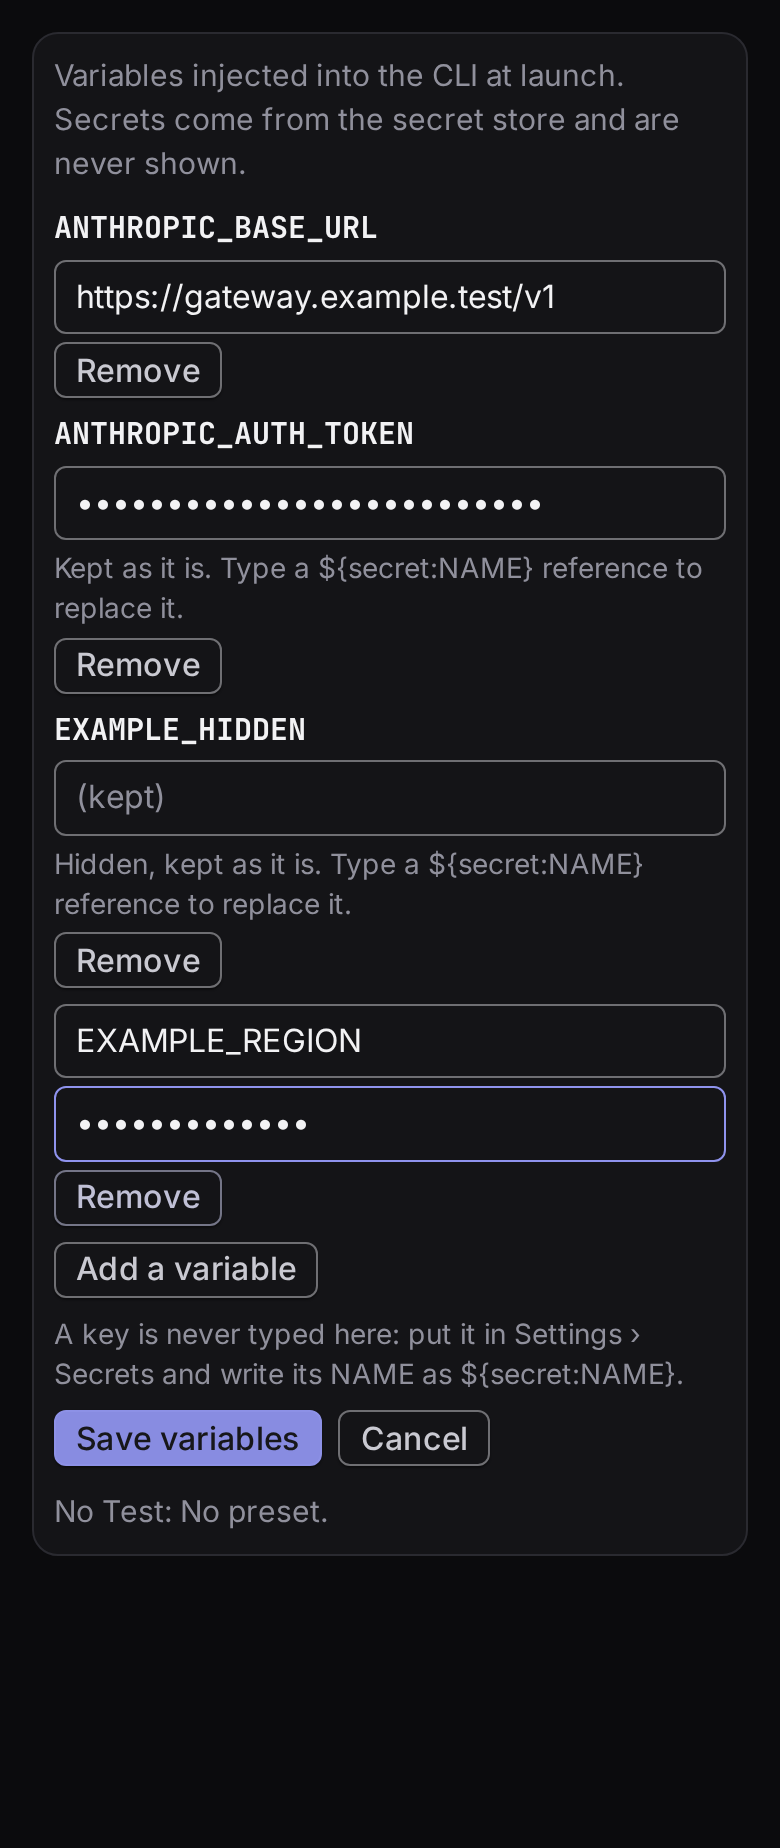 Variables injected into the CLI at launch.
Secrets come from the secret store and are
never shown.
ANTHROPIC_BASE_URL
https://gateway.example.test/v1
Remove
ANTHROPIC_AUTH_TOKEN
••••••••••••••••••••••••••
Kept as it is. Type a ${secret:NAME} reference to
replace it.
Remove
EXAMPLE_HIDDEN
(kept)
Hidden, kept as it is. Type a ${secret:NAME}
reference to replace it.
Remove
EXAMPLE_REGION
•••••••••••••
Remove
Add a variable
A key is never typed here: put it in Settings ›
Secrets and write its NAME as ${secret:NAME}.
Save variables
Cancel
No Test: No preset.